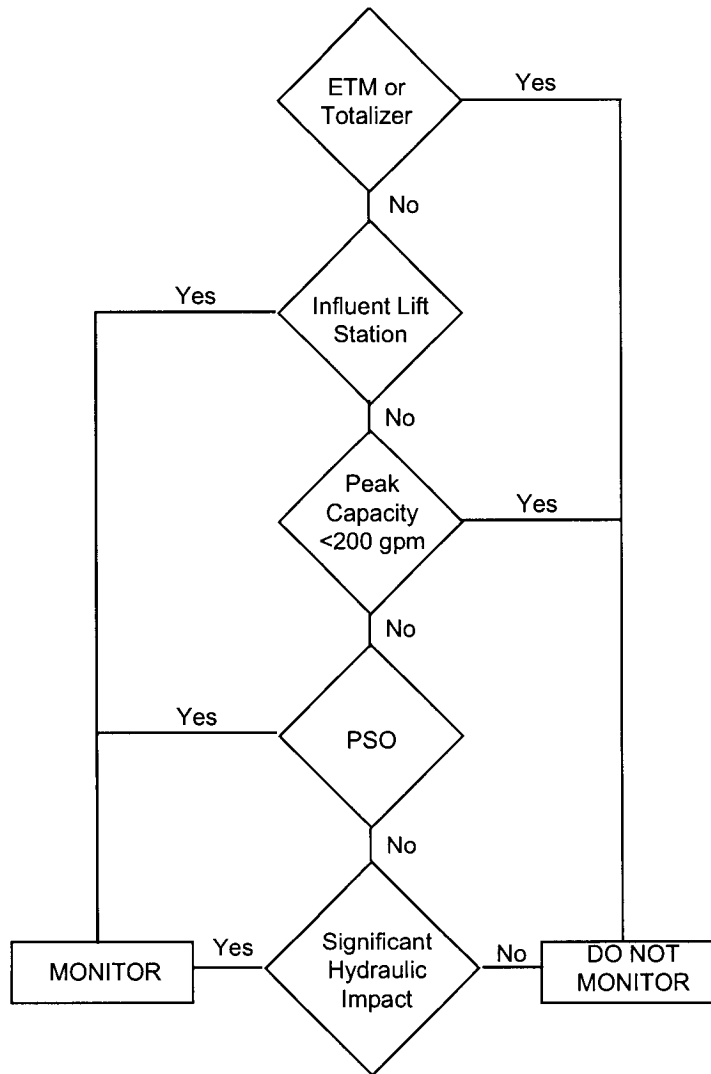 ETM or
Totalizer
Yes
No
Yes
Influent Lift
Station
No
Peak
Capacity
<200 gpm
Yes
No
Yes
PSO
No
MONITOR
Yes
Significant
Hydraulic
Impact
No
DO NOT
MONITOR